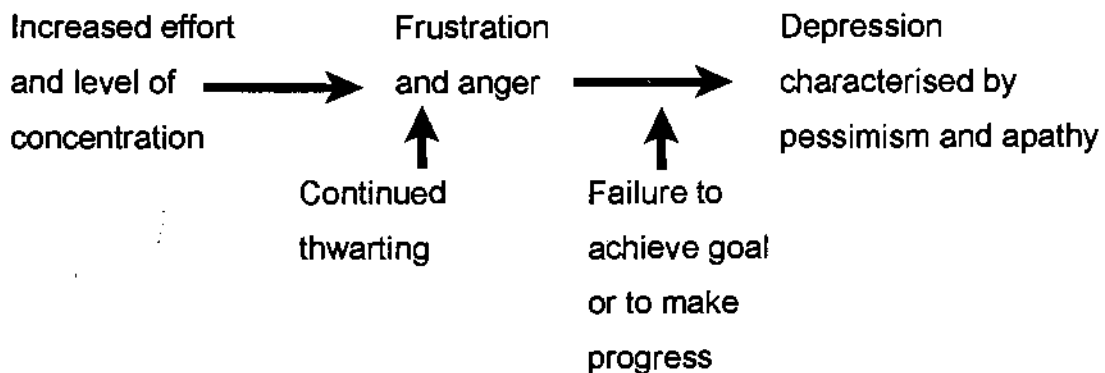 Increased effort
and level of
concentration
Frustration
and anger
Depression
characterised by
pessimism and apathy
Continued
thwarting
Failure to
achieve goal
or to make
progress